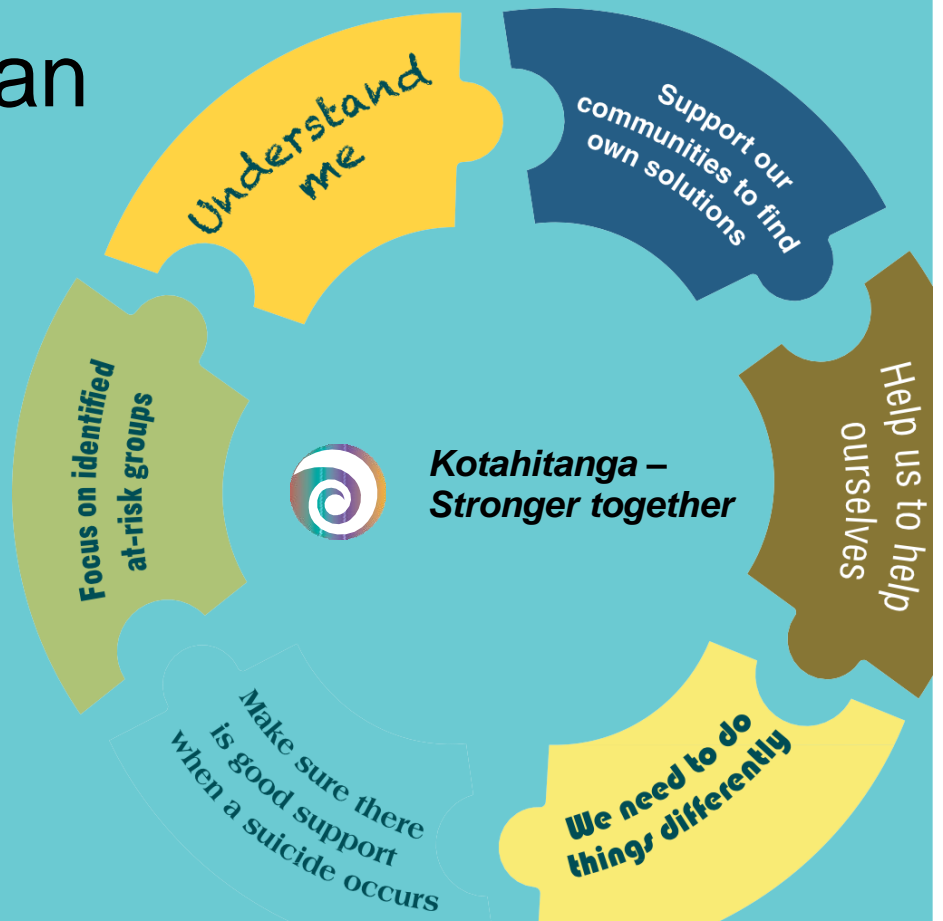 an
Understand
me
Support our
communities to find
own solutions
Help us to help
ourselves
We need to do
things differently
Make sure there
is good support
when a suicide occurs
Focus on identified
at-risk groups
Kotahitanga –
Stronger together